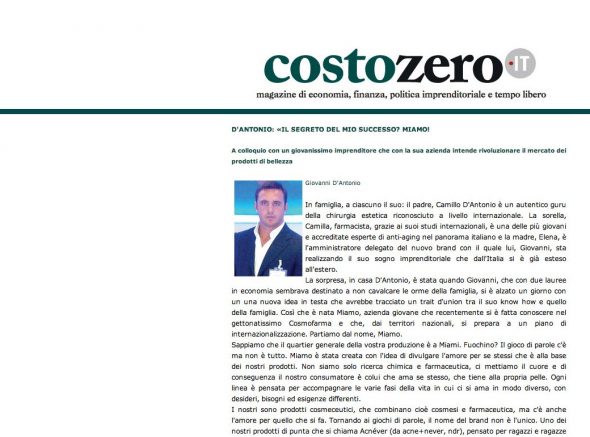 costozero.IT
magazine di economia, finanza, politica imprenditoriale e tempo libero
D'ANTONIO: «IL SEGRETO DEL MIO SUCCESSO? MIAMO!
A colloquio con un giovanissimo imprenditore che con la sua azienda intende rivoluzionare il mercato dei
prodotti di bellezza
Giovanni D'Antonio
In famiglia, a ciascuno il suo: il padre, Camillo D'Antonio è un autentico guru
della chirurgia estetica riconosciuto a livello internazionale. La sorella,
Camilla, farmacista, grazie ai suoi studi internazionali, è una delle più giovani
e accreditate esperte di anti-aging nel panorama italiano e la madre, Elena, è
l'amministratore delegato del nuovo brand con il quale lui, Giovanni, sta
realizzando il suo sogno imprenditoriale che dall'Italia si è già esteso
all'estero.
La sorpresa, in casa D'Antonio, è stata quando Giovanni, che con due lauree
in economia sembrava destinato a non cavalcare le orme della famiglia, si è alzato un giorno con
un una nuova idea in testa che avrebbe tracciato un trait d'union tra il suo know how e quello
della famiglia. Così che è nata Miamo, azienda giovane che recentemente si è fatta conoscere nel
gettonatissimo Cosmofarma e che, dai territori nazionali, si prepara a un piano di
internazionalizzazione. Partiamo dal nome, Miamo.
Sappiamo che il quartier generale della vostra produzione è a Miami. Fuochino? Il gioco di parole c'è
ma non è tutto. Miamo è stata creata con l'idea di divulgare l'amore per se stessi che è alla base
dei nostri prodotti. Non siamo solo ricerca chimica e farmaceutica, ci mettiamo il cuore e di
conseguenza il nostro consumatore è colui che ama se stesso, che tiene alla propria pelle. Ogni
linea è pensata per accompagnare le varie fasi della vita in cui ci si ama in modo diverso, con
desideri, bisogni ed esigenze differenti.
I nostri sono prodotti cosmeceutici, che combinano cioè cosmesi e farmaceutica, ma c'è anche
l'amore per quello che si fa. Tornando ai giochi di parole, il nome del brand non è l'unico. Uno dei
nostri prodotti di punta che si chiama Acnéver (da acne+never, ndr), pensato per ragazzi e ragazze